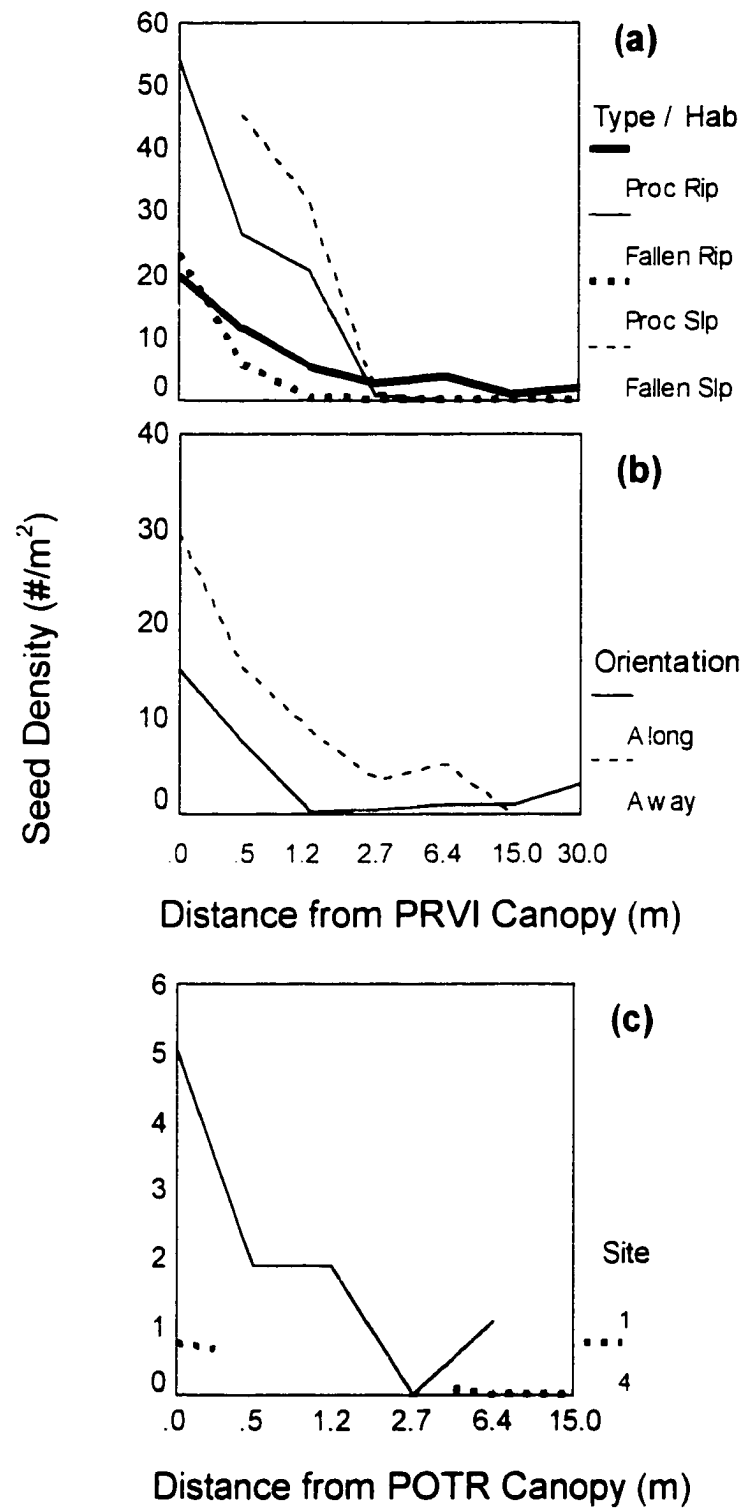 (a)
60
50
40
30
20
10
0
Type / Hab
Proc Rip
Fallen Rip
Proc Slp
Fallen Slp
Seed Density (#/m²)
(b)
40
30
20
10
0
Orientation
Along
Away
.0 .5 1.2 2.7 6.4 15.0 30.0
Distance from PRVI Canopy (m)
(c)
6
5
4
3
2
1
0
Site
1
4
.0 .5 1.2 2.7 6.4 15.0
Distance from POTR Canopy (m)